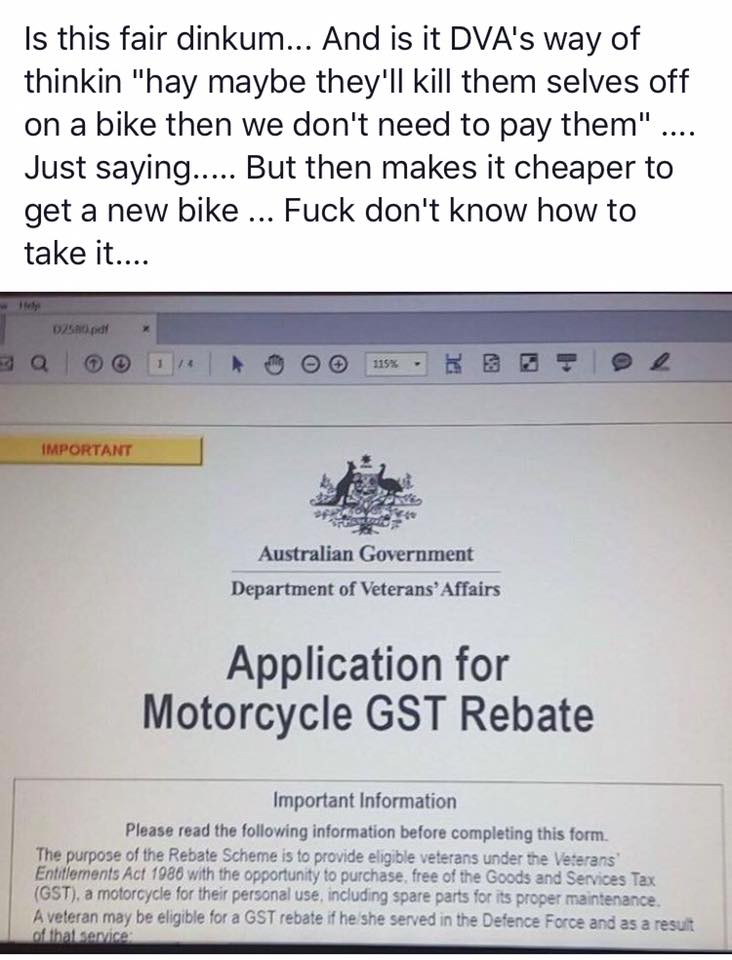 Is this fair dinkum... And is it DVA's way of
thinkin "hay maybe they'll kill them selves off
on a bike then we don't need to pay them" ....
Just saying..... But then makes it cheaper to
get a new bike ... Fuck don't know how to
take it....
Help
D2580.pdf x
1 / 4 115%
IMPORTANT
Australian Government
Department of Veterans' Affairs
Application for
Motorcycle GST Rebate
Important Information
Please read the following information before completing this form.
The purpose of the Rebate Scheme is to provide eligible veterans under the Veterans'
Entitlements Act 1986 with the opportunity to purchase, free of the Goods and Services Tax
(GST), a motorcycle for their personal use, including spare parts for its proper maintenance.
A veteran may be eligible for a GST rebate if he/she served in the Defence Force and as a result
of that service: